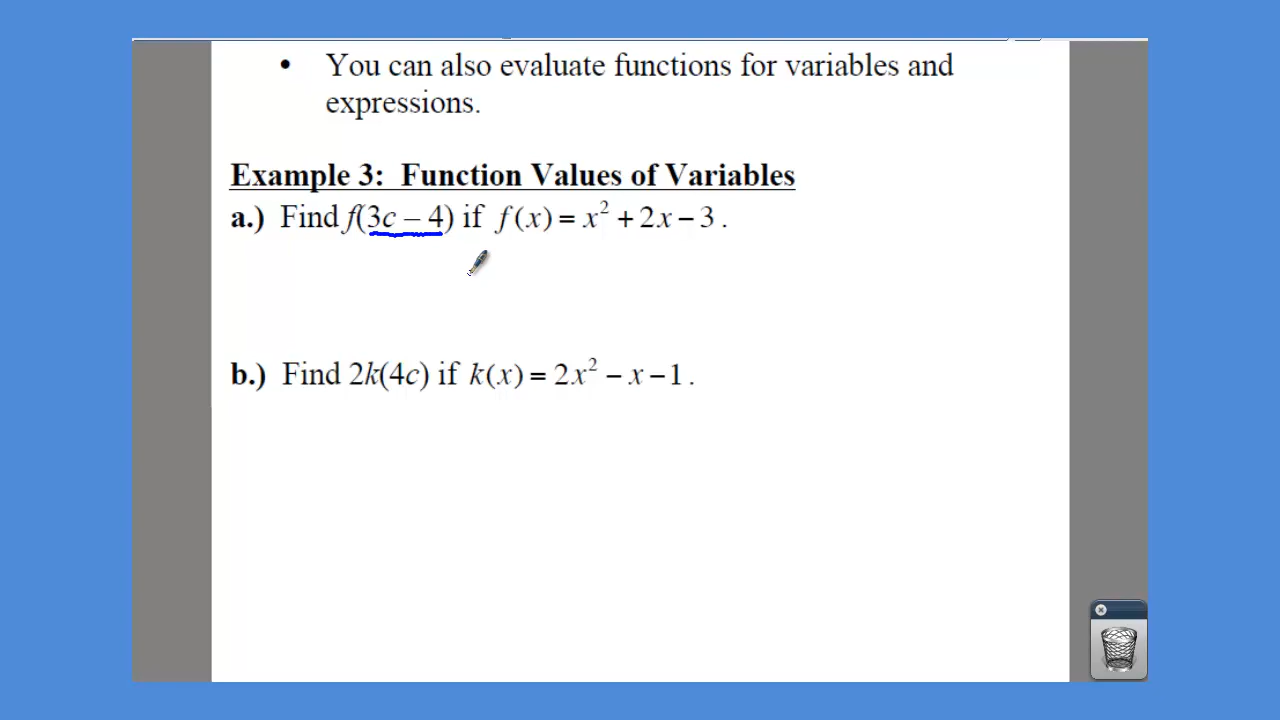 • You can also evaluate functions for variables and
expressions.
Example 3: Function Values of Variables
a.) Find f(3c – 4) if f(x) = x² + 2x − 3.
b.) Find 2k(4c) if k(x) = 2x² − x − 1.